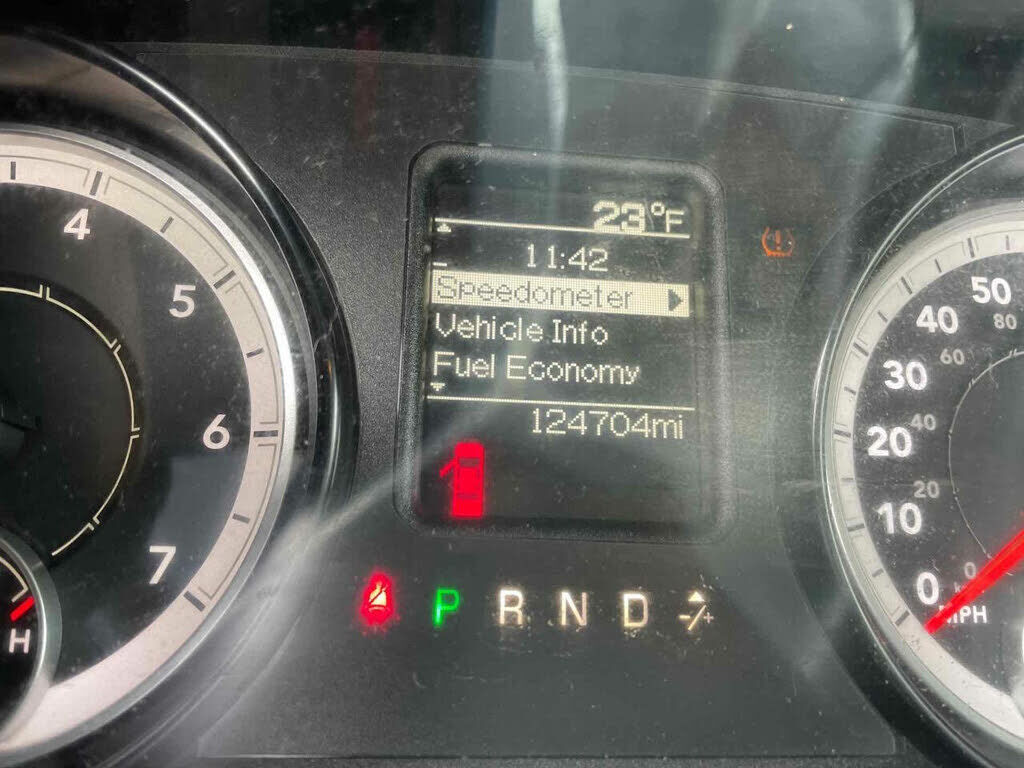 23°F
11:42
Speedometer
Vehicle Info
Fuel Economy
124704mi
4
5
6
7
H
P R N D -/+
50
80
40
60
30
40
20
20
10
0
0
MPH